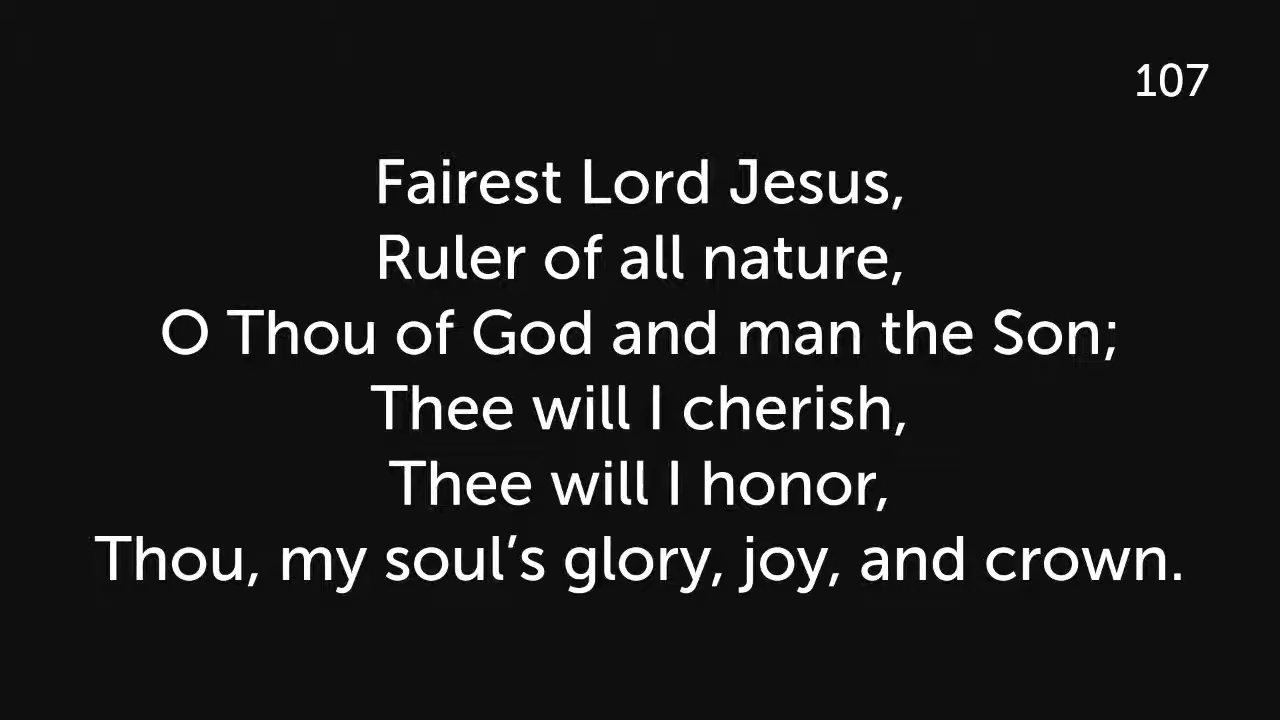 107
Fairest Lord Jesus,
Ruler of all nature,
O Thou of God and man the Son;
Thee will I cherish,
Thee will I honor,
Thou, my soul’s glory, joy, and crown.